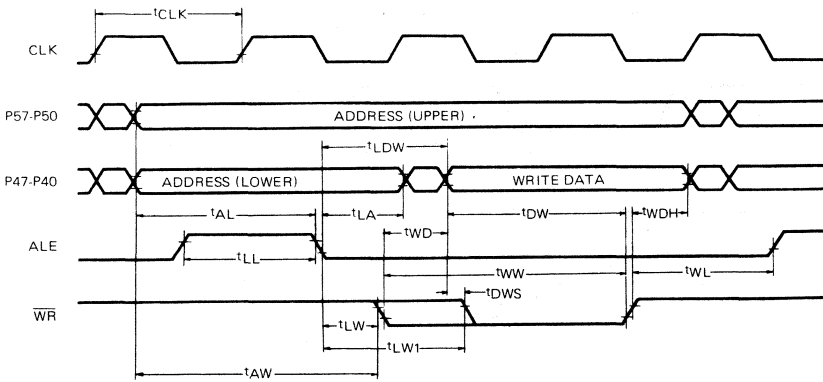 tCLK
CLK
P57-P50
ADDRESS (UPPER)
tLDW
P47-P40
ADDRESS (LOWER)
WRITE DATA
tAL
tLA
tDW
tWDH
tWD
ALE
tLL
tWW
tWL
tDWS
WR
tLW
tLW1
tAW